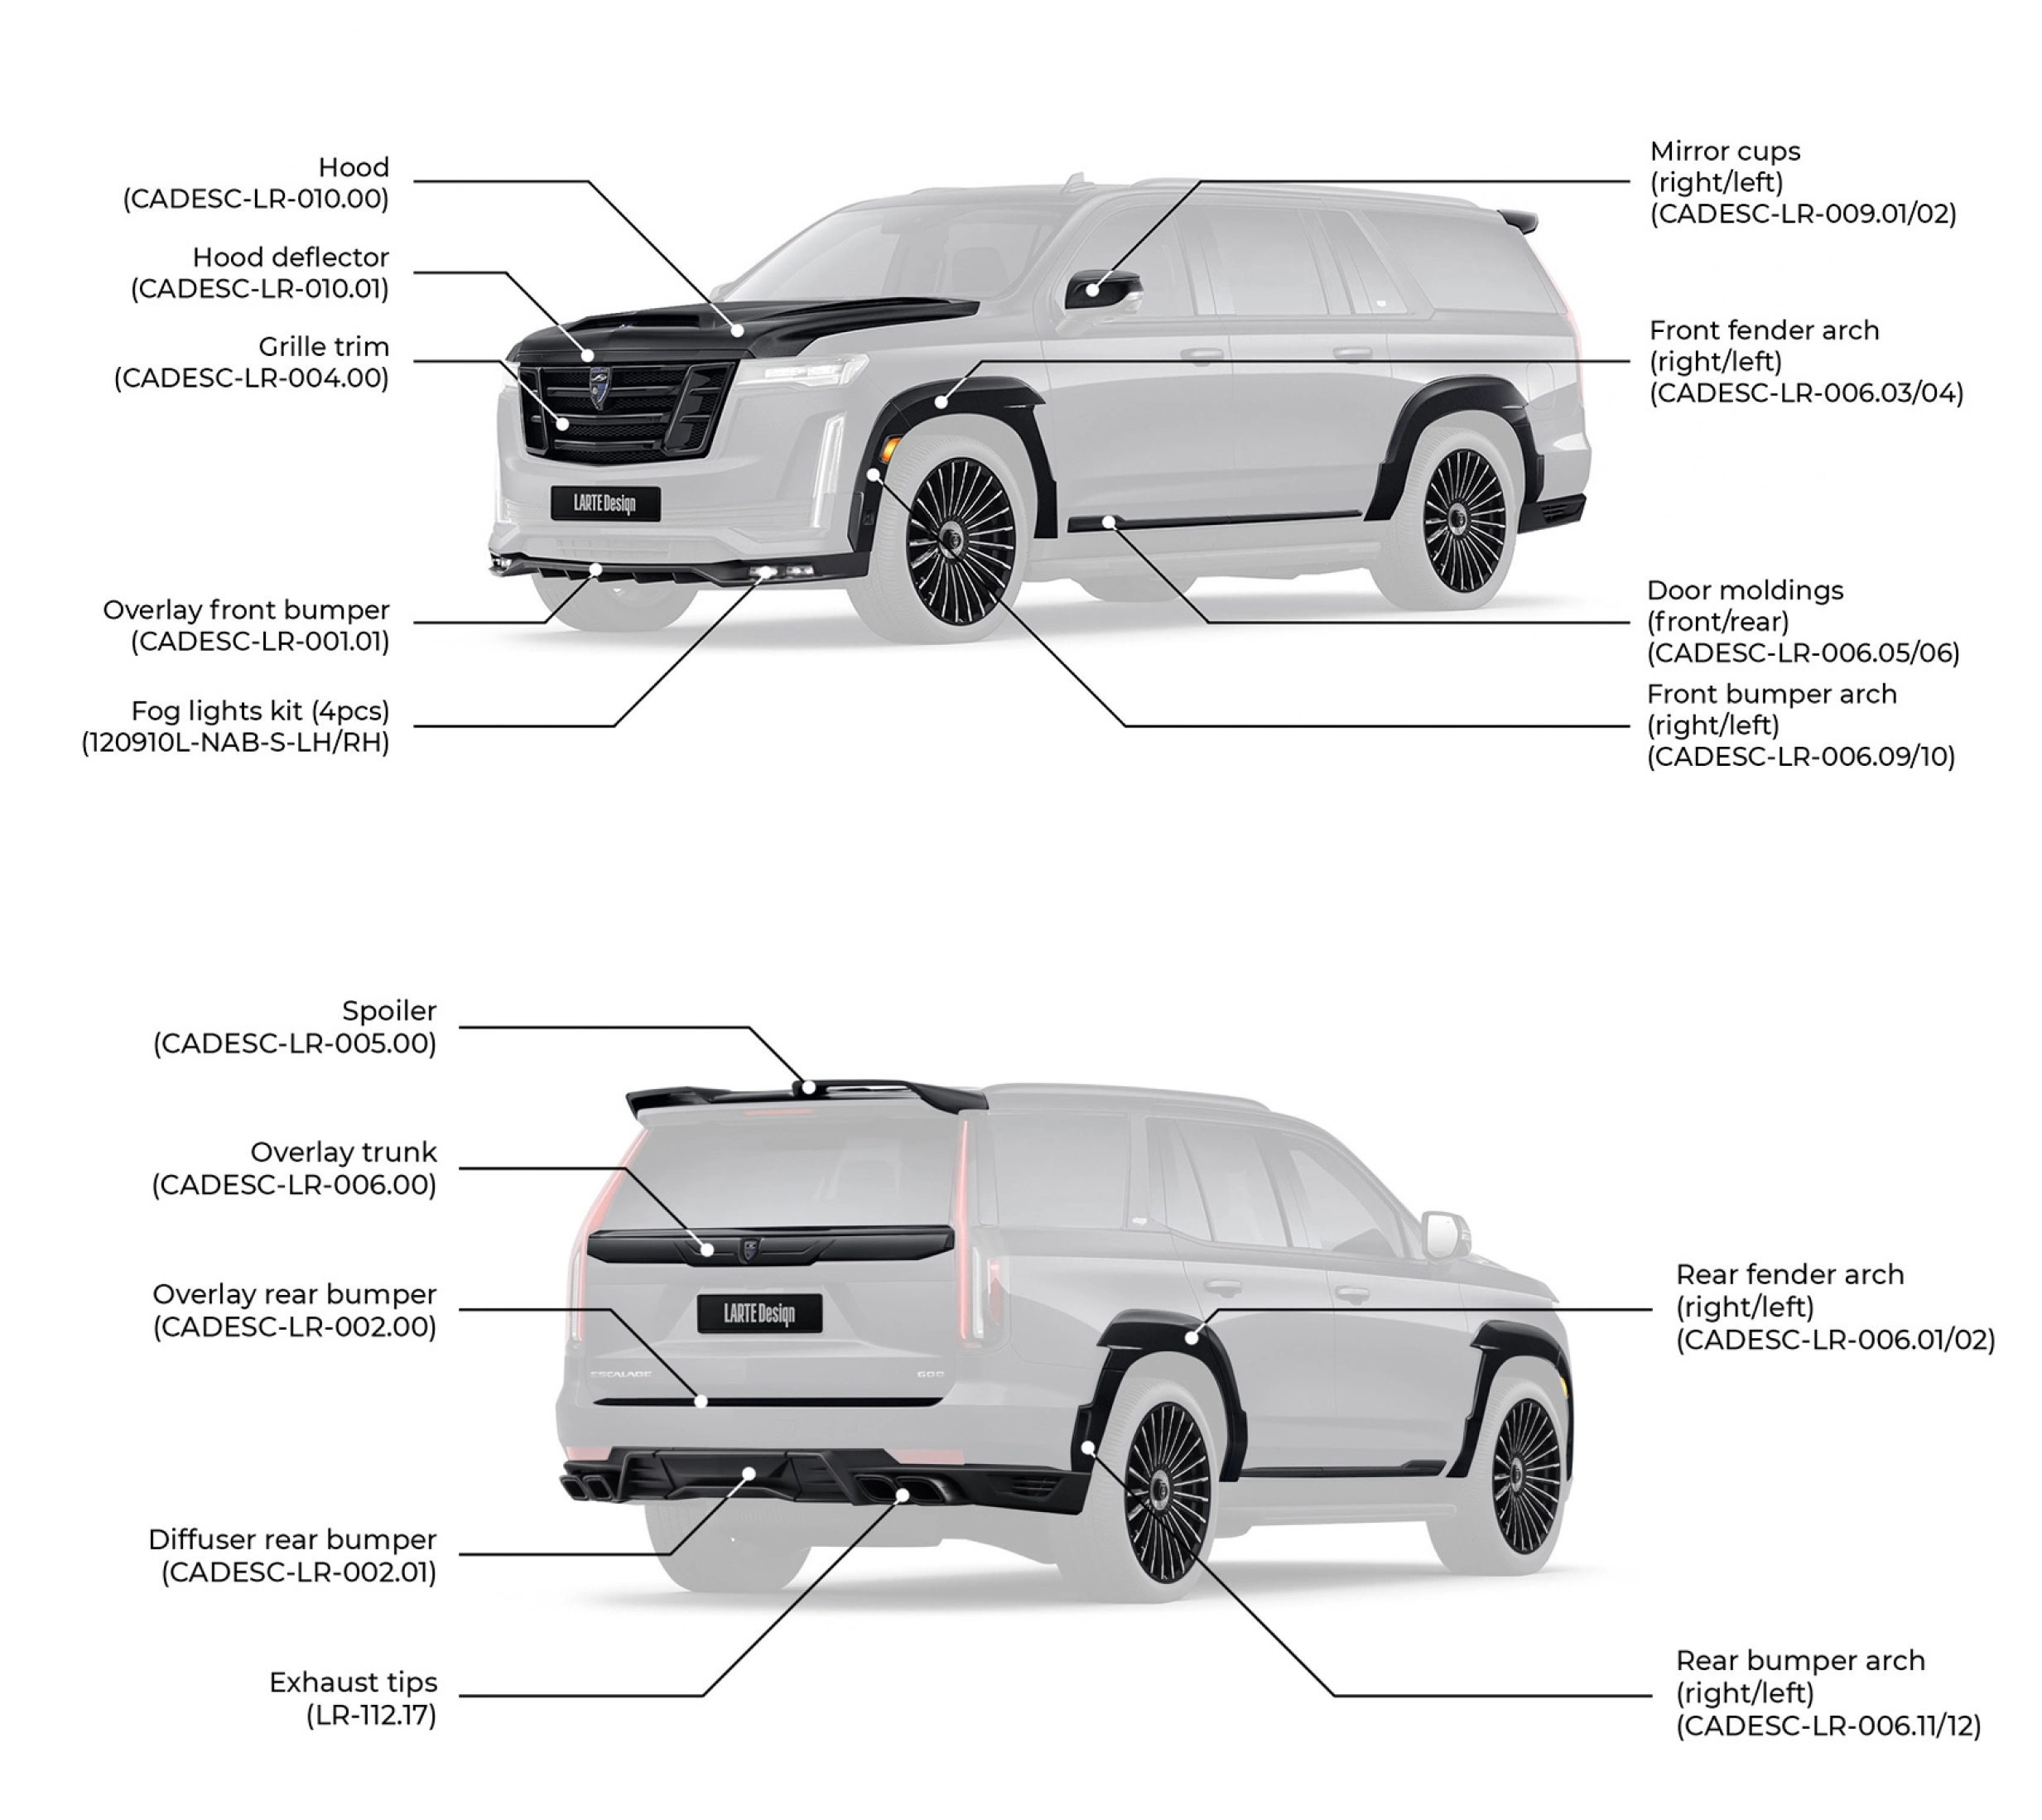 Hood
(CADESC-LR-010.00)
Hood deflector
(CADESC-LR-010.01)
Grille trim
(CADESC-LR-004.00)
Overlay front bumper
(CADESC-LR-001.01)
Fog lights kit (4pcs)
(120910L-NAB-S-LH/RH)
LARTE Design
Mirror cups
(right/left)
(CADESC-LR-009.01/02)
Front fender arch
(right/left)
(CADESC-LR-006.03/04)
Door moldings
(front/rear)
(CADESC-LR-006.05/06)
Front bumper arch
(right/left)
(CADESC-LR-006.09/10)
Spoiler
(CADESC-LR-005.00)
Overlay trunk
(CADESC-LR-006.00)
Overlay rear bumper
(CADESC-LR-002.00)
Diffuser rear bumper
(CADESC-LR-002.01)
Exhaust tips
(LR-112.17)
LARTE Design
ESCALADE
600
Rear fender arch
(right/left)
(CADESC-LR-006.01/02)
Rear bumper arch
(right/left)
(CADESC-LR-006.11/12)